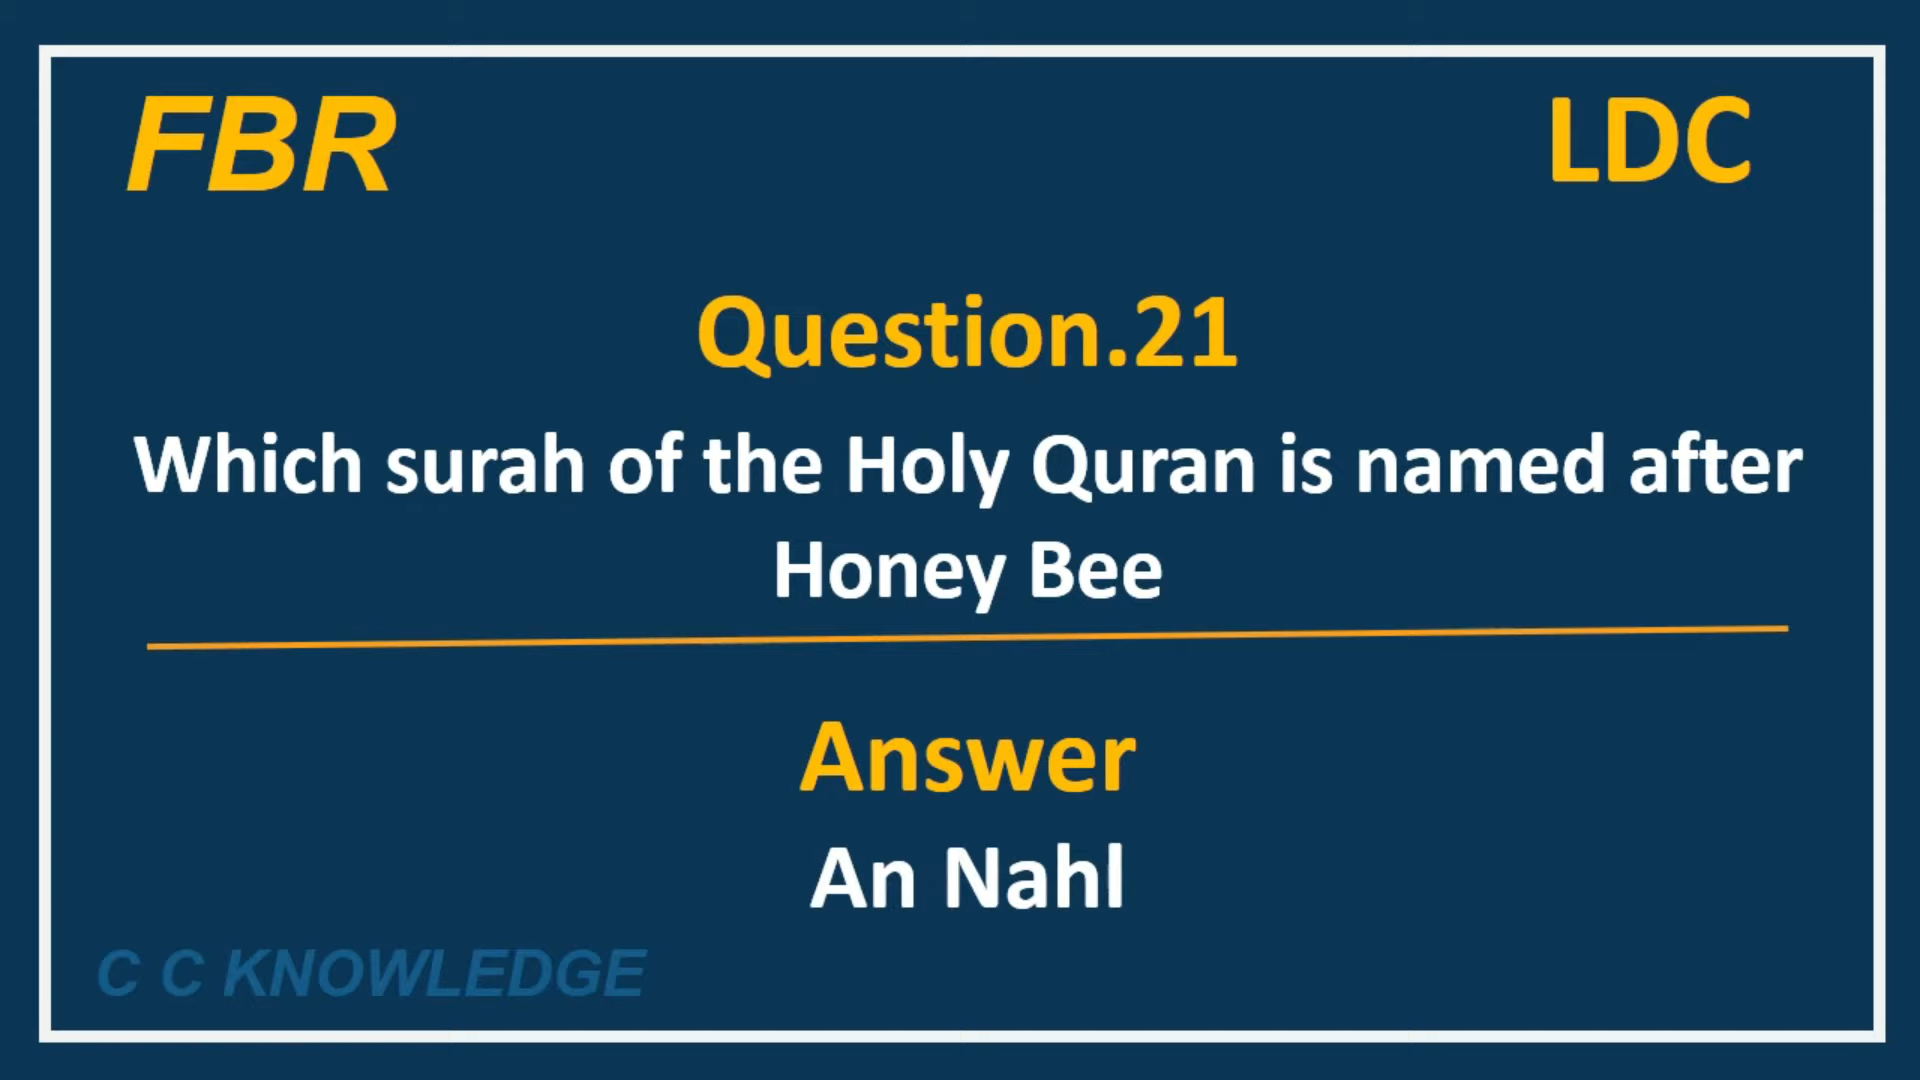 FBR
LDC
Question.21
Which surah of the Holy Quran is named after
Honey Bee
Answer
An Nahl
C C KNOWLEDGE